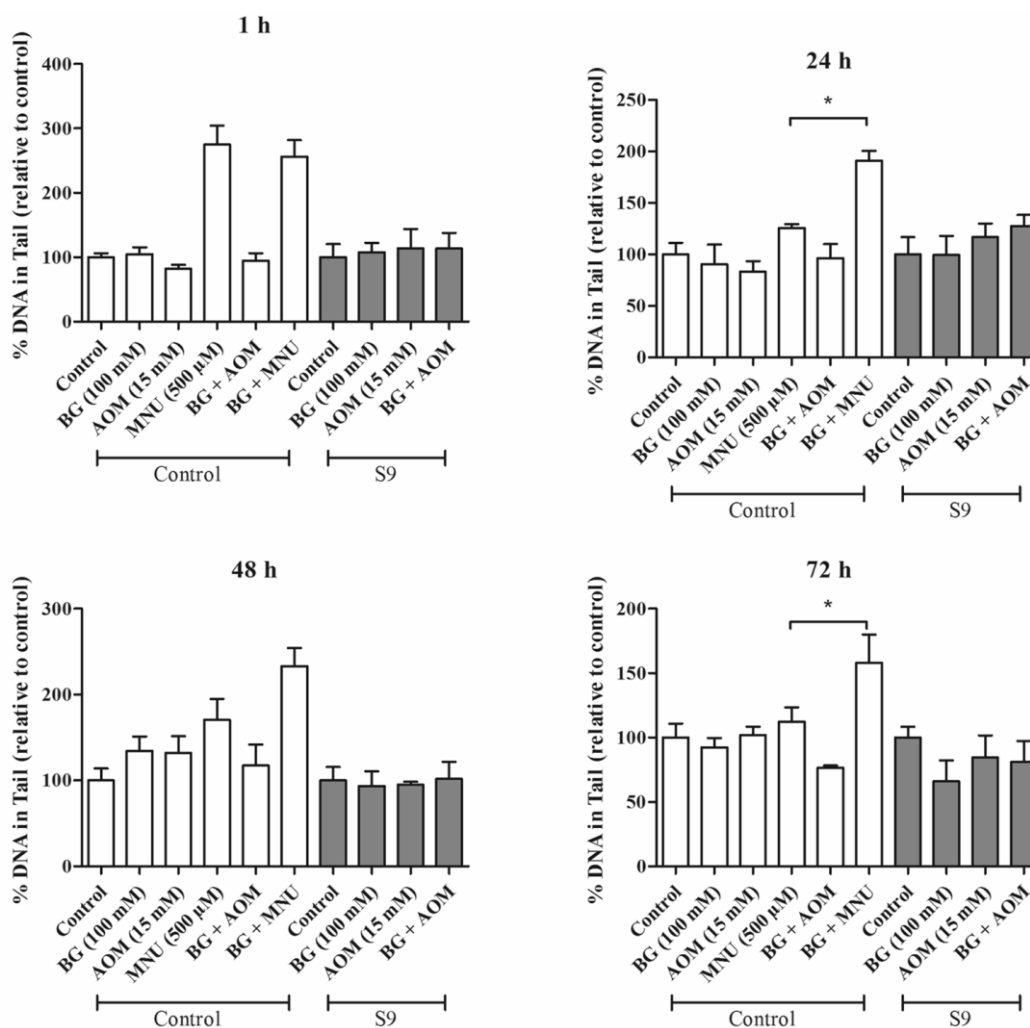 1 h
% DNA in Tail (relative to control)
400
300
200
100
0
Control
BG (100 mM)
AOM (15 mM)
MNU (500 µM)
BG + AOM
BG + MNU
Control
BG (100 mM)
AOM (15 mM)
BG + AOM
Control
S9
24 h
% DNA in Tail (relative to control)
250
200
150
100
50
0
*
Control
BG (100 mM)
AOM (15 mM)
MNU (500 µM)
BG + AOM
BG + MNU
Control
BG (100 mM)
AOM (15 mM)
BG + AOM
Control
S9
48 h
% DNA in Tail (relative to control)
300
200
100
0
Control
BG (100 mM)
AOM (15 mM)
MNU (500 µM)
BG + AOM
BG + MNU
Control
BG (100 mM)
AOM (15 mM)
BG + AOM
Control
S9
72 h
% DNA in Tail (relative to control)
200
150
100
50
0
*
Control
BG (100 mM)
AOM (15 mM)
MNU (500 µM)
BG + AOM
BG + MNU
Control
BG (100 mM)
AOM (15 mM)
BG + AOM
Control
S9